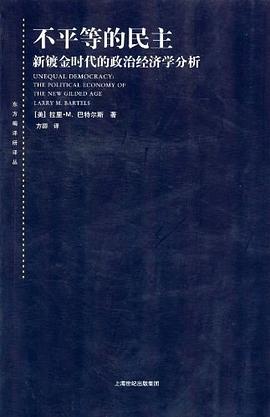 不平等的民主
新镀金时代的政治经济学分析
UNEQUAL DEMOCRACY:
THE POLITICAL ECONOMY OF
THE NEW GILDED AGE
LARRY M. BARTELS
[美] 拉里·M. 巴特尔斯 著
方卿 译
东方编译所译丛
上海世纪出版集团